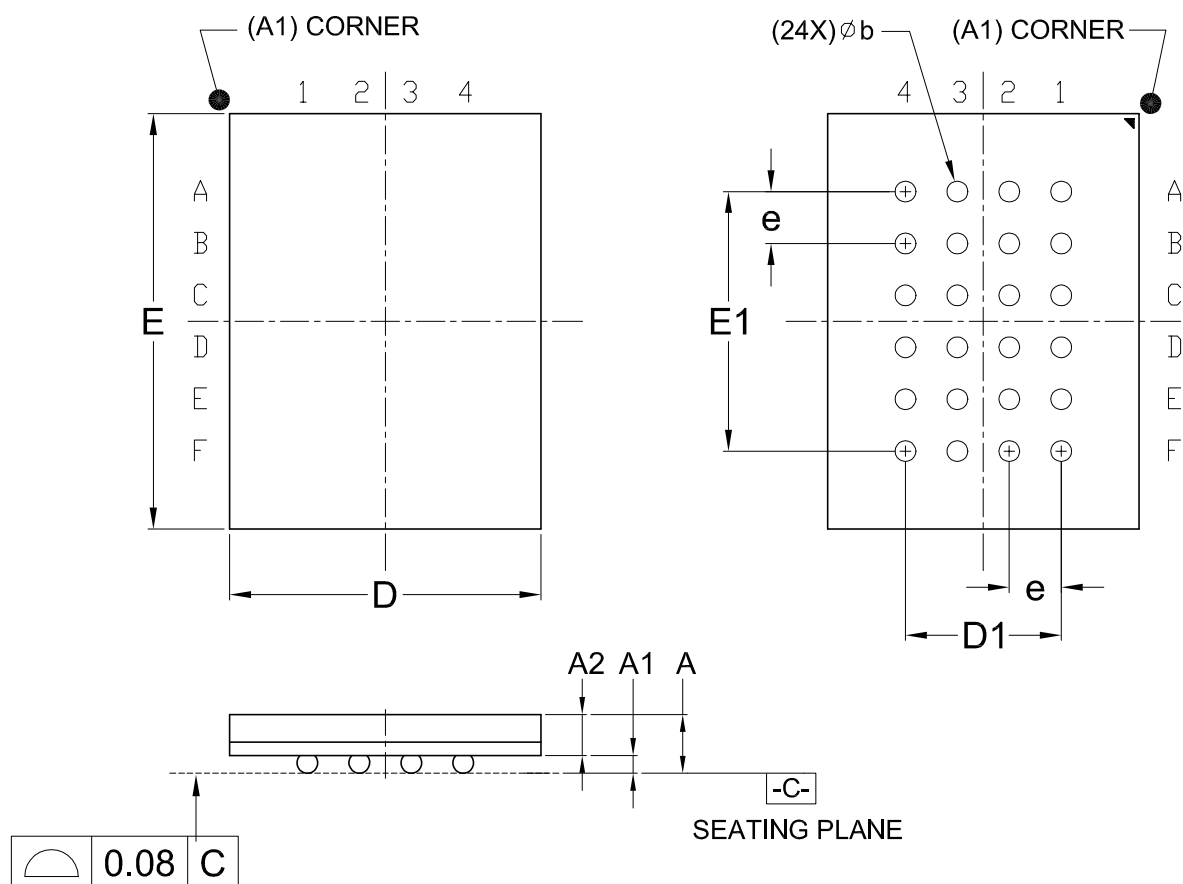 (A1) CORNER
(24X) ∅ b
(A1) CORNER
1 2 3 4
4 3 2 1
A
B
C
D
E
F
E
D
e
E1
A
B
C
D
E
F
e
D1
A2 A1 A
-C-
SEATING PLANE
0.08 C